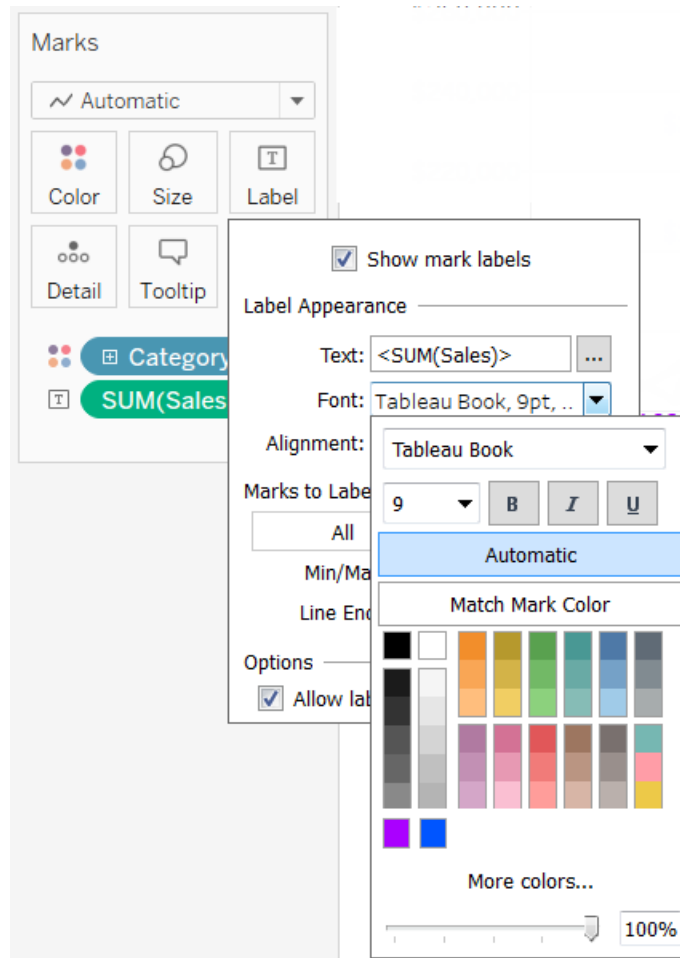 Marks
Automatic
Color Size T Label
Detail Tooltip
Show mark labels
Label Appearance
Text: <SUM(Sales)> ...
Font: Tableau Book, 9pt, ..
Category
T SUM(Sales
Alignment:
Tableau Book
9 B I U
Marks to Labe
All
Automatic
Min/Ma
Match Mark Color
Line End
Options
Allow lab
More colors...
100%